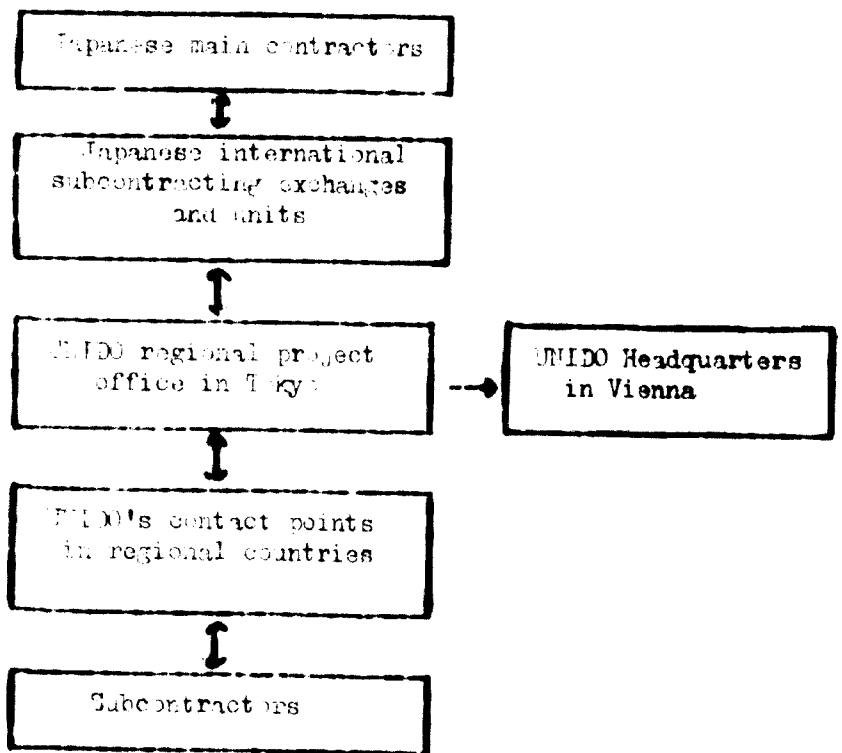 Japanese main contractors
Japanese international
subcontracting exchanges
and units
UNIDO regional project
office in Tokyo
UNIDO Headquarters
in Vienna
UNIDO's contact points
in regional countries
Subcontractors